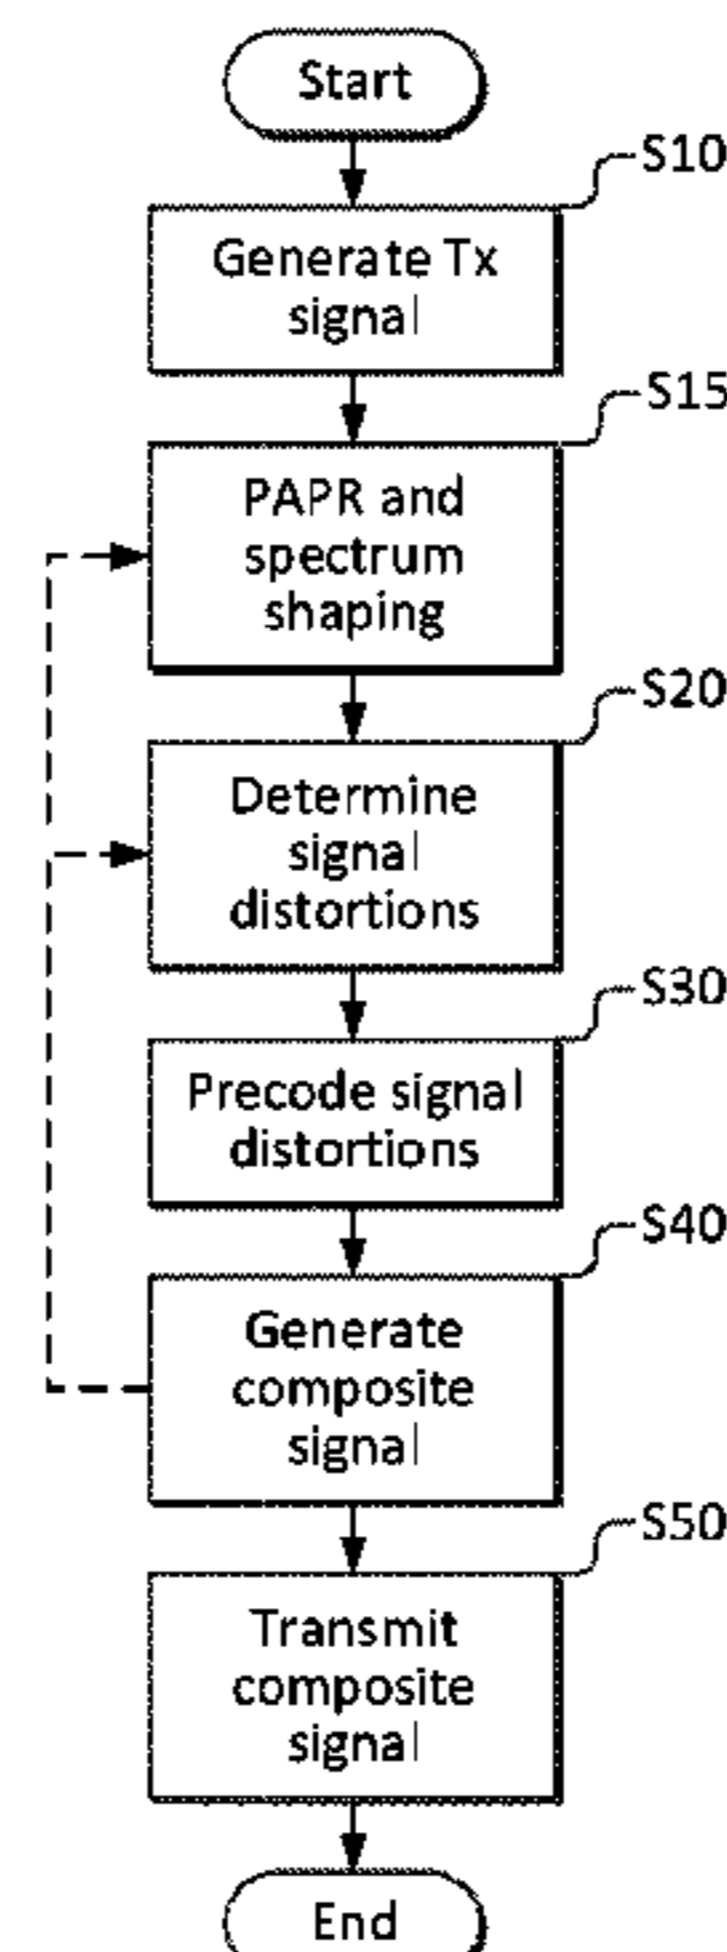 Start
S10
Generate Tx
signal
S15
PAPR and
spectrum
shaping
S20
Determine
signal
distortions
S30
Precode signal
distortions
S40
Generate
composite
signal
S50
Transmit
composite
signal
End